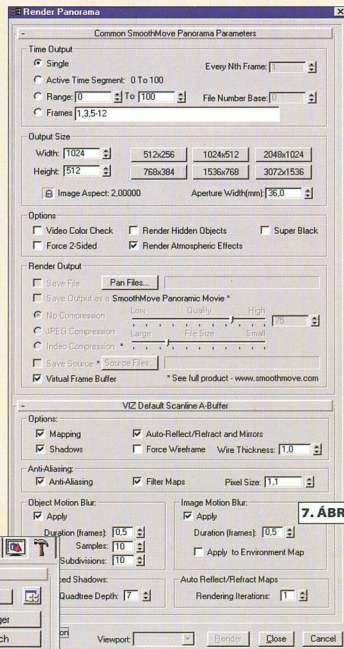 Render Panorama
Common SmoothMove Panorama Parameters
Time Output
Single
Every Nth Frame: 1
Active Time Segment: 0 To 100
Range: 0 To 100 File Number Base: 0
Frames 1,3,5-12
Output Size
Width: 1024 512x256 1024x512 2048x1024
Height: 512 768x384 1536x768 3072x1536
Image Aspect: 2,00000 Aperture Width(mm): 36,0
Options
Video Color Check Render Hidden Objects Super Black
Force 2-Sided Render Atmospheric Effects
Render Output
Save File Pan Files...
Save Output as a SmoothMove Panoramic Movie *
Low Quality High
No Compression 75
JPEG Compression Large File Size Small
Indeo Compression *
Save Source * Source Files...
Virtual Frame Buffer * See full product - www.smoothmove.com
VIZ Default Scanline A-Buffer
Options:
Mapping Auto-Reflect/Refract and Mirrors
Shadows Force Wireframe Wire Thickness: 1,0
Anti-Aliasing:
Anti-Aliasing Filter Maps Pixel Size: 1,1
Object Motion Blur: Image Motion Blur:
Apply Apply
7. ÁBR
Duration (frames): 0,5 Duration (frames): 0,5
Samples: 10 Apply to Environment Map
Subdivisions: 10
ced Shadows: Auto Reflect/Refract Maps
Quadtree Depth: 7 Rendering Iterations: 1
ger
ch
on
Viewport: Render Close Cancel